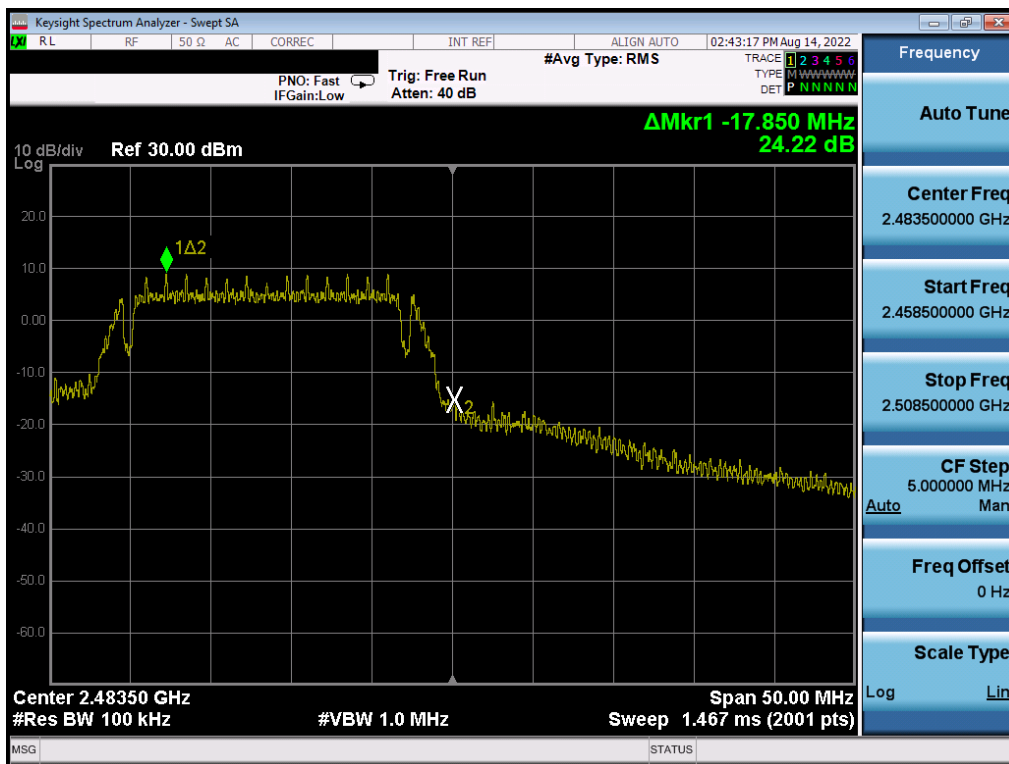 Keysight Spectrum Analyzer - Swept SA
LXI RL RF 50 Ω AC CORREC INT REF ALIGN AUTO 02:43:17 PM Aug 14, 2022
#Avg Type: RMS
TRACE 1 2 3 4 5 6
TYPE M W W W W W
DET P N N N N N
PNO: Fast
IFGain:Low
Trig: Free Run
Atten: 40 dB
ΔMkr1 -17.850 MHz
24.22 dB
10 dB/div Ref 30.00 dBm
Log
20.0
1Δ2
10.0
0.00
-10.0
X2
-20.0
-30.0
-40.0
-50.0
-60.0
Center 2.48350 GHz Span 50.00 MHz
#Res BW 100 kHz #VBW 1.0 MHz Sweep 1.467 ms (2001 pts)
MSG STATUS
Frequency
Auto Tune
Center Freq
2.483500000 GHz
Start Freq
2.458500000 GHz
Stop Freq
2.508500000 GHz
CF Step
5.000000 MHz
Auto Man
Freq Offset
0 Hz
Scale Type
Log Lin